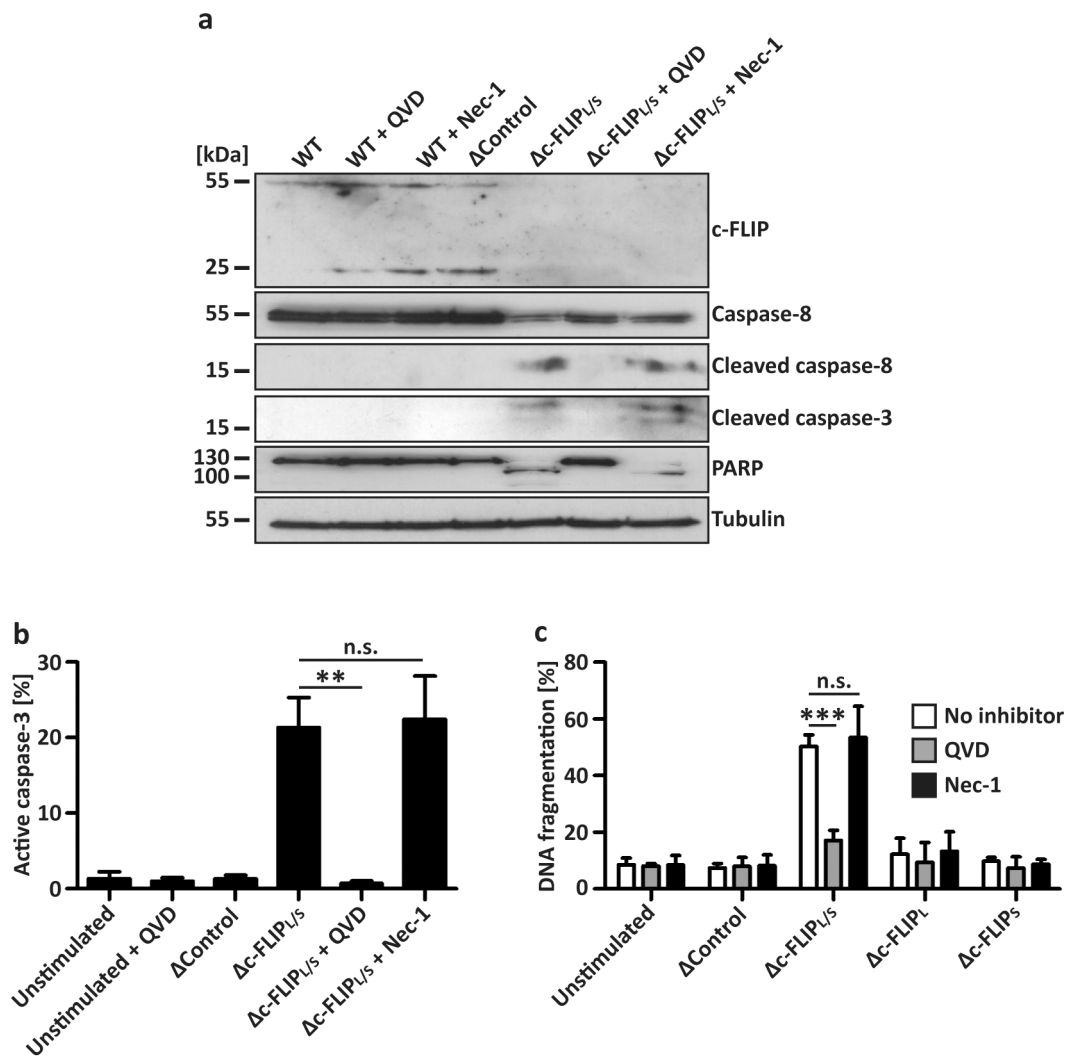 a
WT
WT + QVD
WT + Nec-1
ΔControl
Δc-FLIPL/S
Δc-FLIPL/S + QVD
Δc-FLIPL/S + Nec-1
[kDa]
55
25
c-FLIP
55
Caspase-8
15
Cleaved caspase-8
15
Cleaved caspase-3
130
100
PARP
55
Tubulin
b
Active caspase-3 [%]
30
20
10
0
n.s.
**
Unstimulated
Unstimulated + QVD
ΔControl
Δc-FLIPL/S
Δc-FLIPL/S + QVD
Δc-FLIPL/S + Nec-1
c
DNA fragmentation [%]
80
60
40
20
0
n.s.
***
No inhibitor
QVD
Nec-1
Unstimulated
ΔControl
Δc-FLIPL/S
Δc-FLIPL
Δc-FLIPS